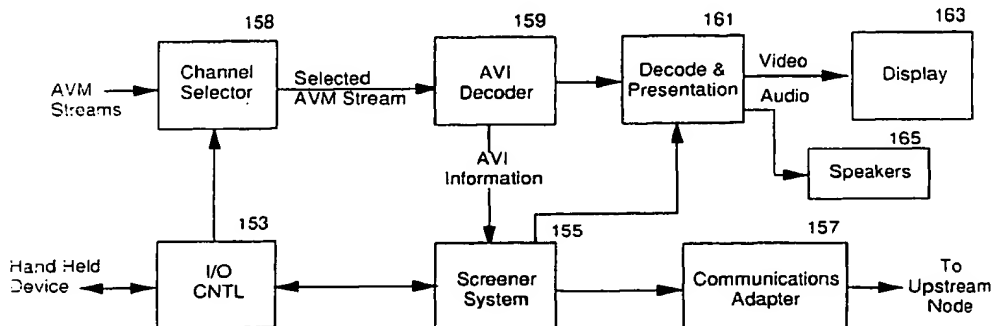 158
159
161
163
AVM
Streams
Channel
Selector
Selected
AVM Stream
AVI
Decoder
Decode &
Presentation
Video
Audio
Display
165
Speakers
AVI
Information
153
155
157
Hand Held
Device
I/O
CNTL
Screener
System
Communications
Adapter
To
Upstream
Node